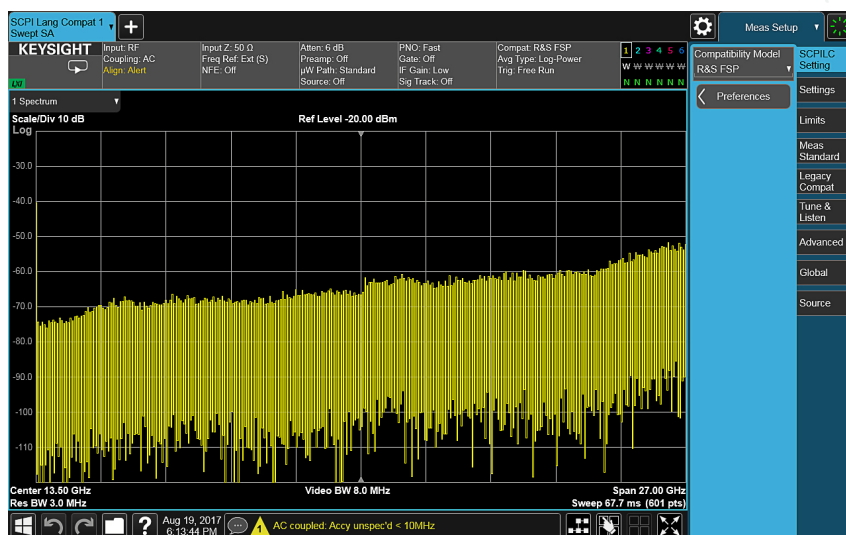 SCPI Lang Compat 1
Swept SA
Meas Setup
KEYSIGHT
LXI
Input: RF
Coupling: AC
Align: Alert
Input Z: 50 Ω
Freq Ref: Ext (S)
NFE: Off
Atten: 6 dB
Preamp: Off
µW Path: Standard
Source: Off
PNO: Fast
Gate: Off
IF Gain: Low
Sig Track: Off
Compat: R&S FSP
Avg Type: Log-Power
Trig: Free Run
1 2 3 4 5 6
W W W W W W
N N N N N N
Compatibility Model
R&S FSP
Preferences
SCPILC
Setting
Settings
Limits
Meas
Standard
Legacy
Compat
Tune &
Listen
Advanced
Global
Source
1 Spectrum
Scale/Div 10 dB
Ref Level -20.00 dBm
Log
-30.0
-40.0
-50.0
-60.0
-70.0
-80.0
-90.0
-100
-110
Center 13.50 GHz
Video BW 8.0 MHz
Span 27.00 GHz
Res BW 3.0 MHz
Sweep 67.7 ms (601 pts)
?
Aug 19, 2017
6:13:44 PM
1
AC coupled: Accy unspec'd < 10MHz